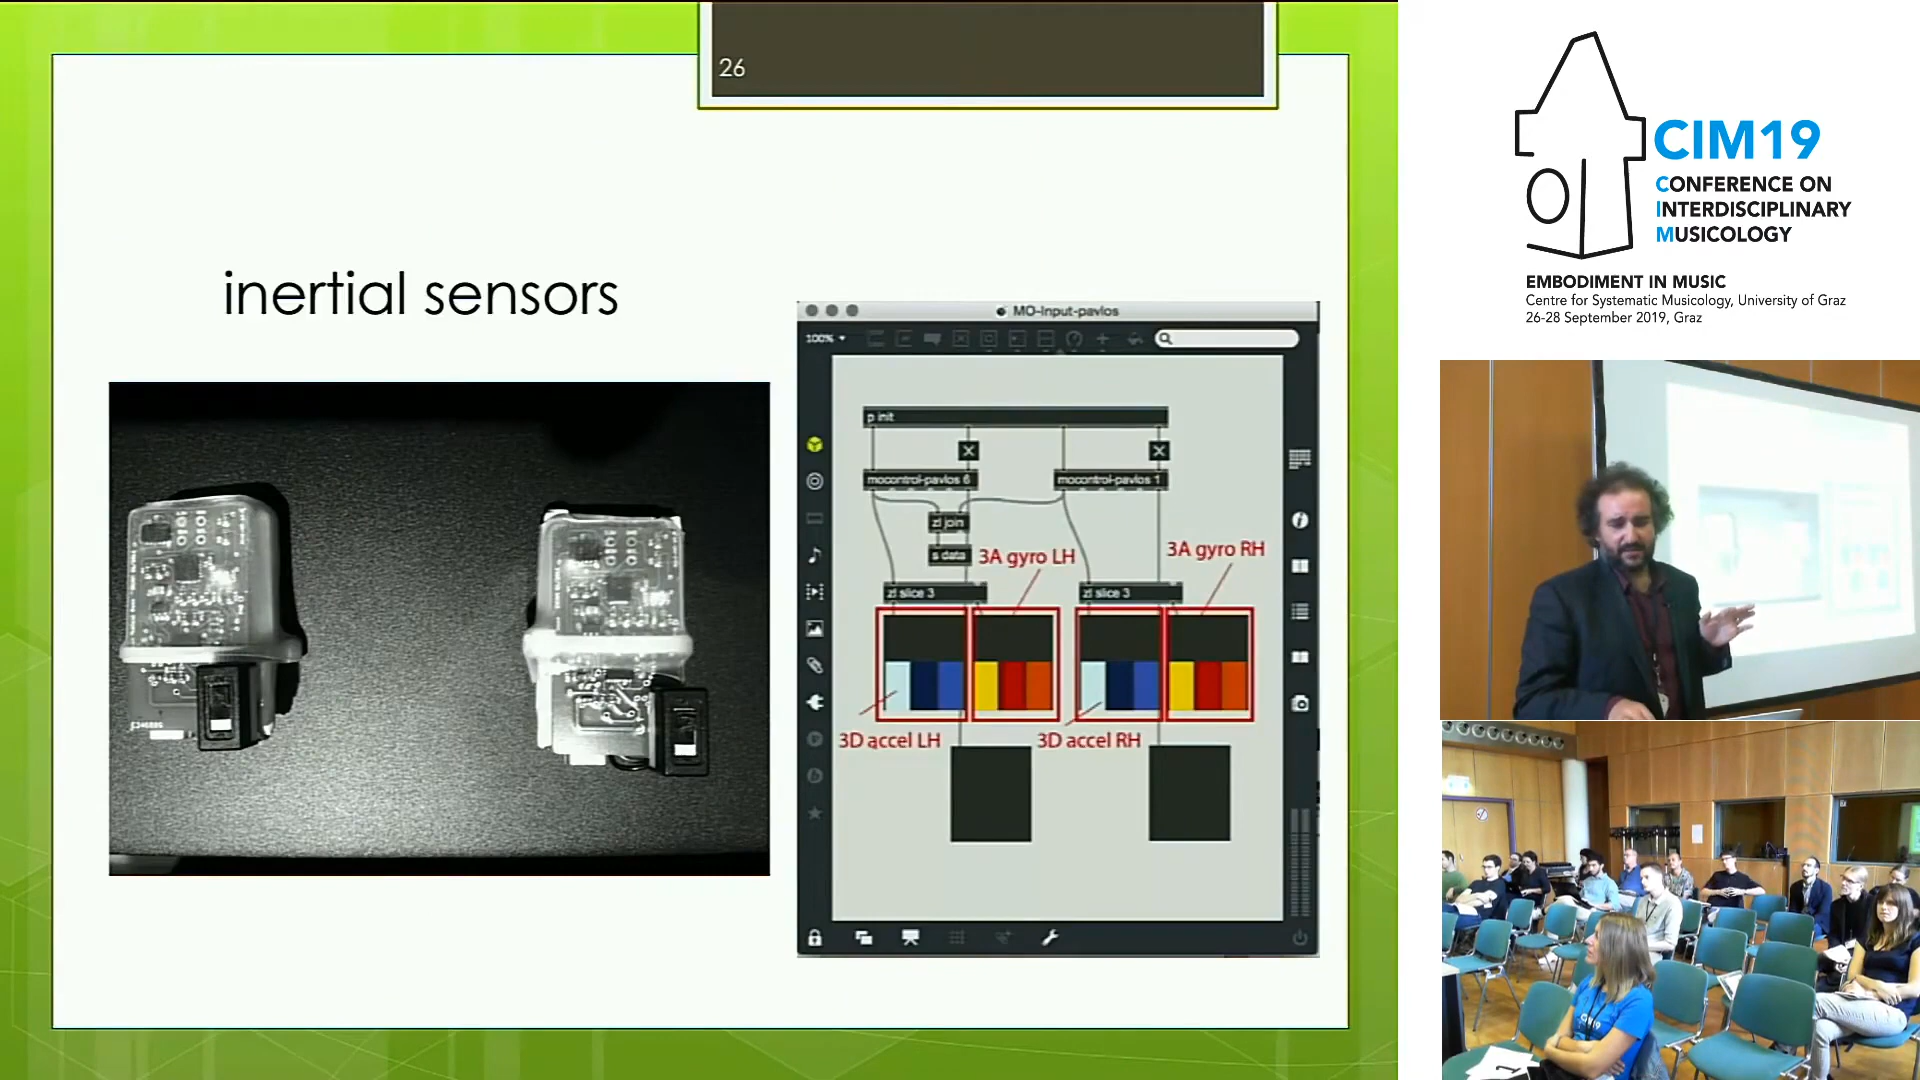 26
inertial sensors
MO-Input-pavlos
100%
p init
X
X
mocontrol-pavlos 6
mocontrol-pavlos 1
zl join
s data
3A gyro LH
3A gyro RH
zl slice 3
zl slice 3
3D accel LH
3D accel RH
CIM19
CONFERENCE ON
INTERDISCIPLINARY
MUSICOLOGY
EMBODIMENT IN MUSIC
Centre for Systematic Musicology, University of Graz
26-28 September 2019, Graz